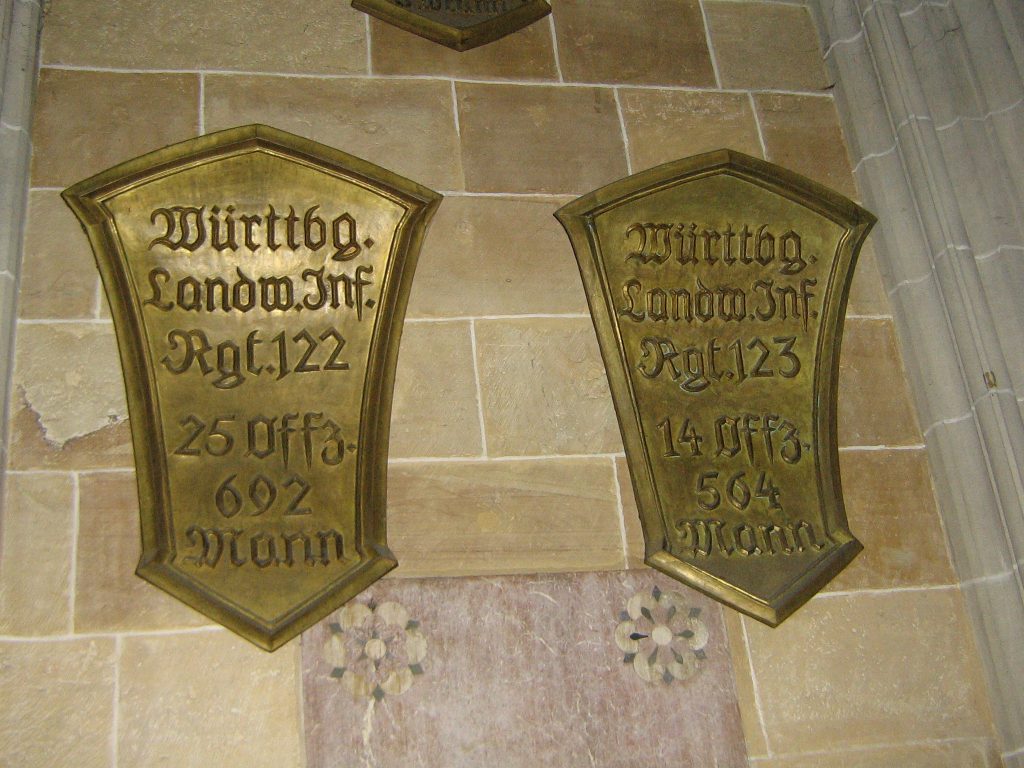 Württbg.
Landw. Inf.
Rgt. 122
25 Offz.
692
Mann
Württbg.
Landw. Inf.
Rgt. 123
14 Offz.
564
Mann